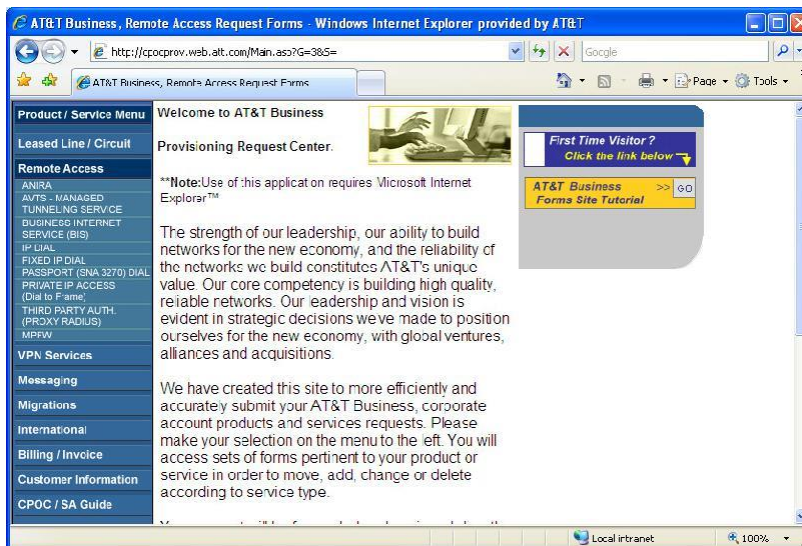 AT&T Business, Remote Access Request Forms - Windows Internet Explorer provided by AT&T
http://cpocprov.web.att.com/Main.asp?G=3&S=
Google
AT&T Business, Remote Access Request Forms
Page
Tools
Product / Service Menu
Leased Line / Circuit
Remote Access
ANIRA
AVTS - MANAGED
TUNNELING SERVICE
BUSINESS INTERNET
SERVICE (BIS)
IP DIAL
FIXED IP DIAL
PASSPORT (SNA 3270) DIAL
PRIVATE IP ACCESS
(Dial to Frame)
THIRD PARTY AUTH.
(PROXY RADIUS)
MPFW
VPN Services
Messaging
Migrations
International
Billing / Invoice
Customer Information
CPOC / SA Guide
Welcome to AT&T Business
Provisioning Request Center.
**Note:Use of this application requires Microsoft Internet
Explorer™
The strength of our leadership, our ability to build
networks for the new economy, and the reliability of
the networks we build constitutes AT&T's unique
value. Our core competency is building high quality,
reliable networks. Our leadership and vision is
evident in strategic decisions we've made to position
ourselves for the new economy, with global ventures,
alliances and acquisitions.
We have created this site to more efficiently and
accurately submit your AT&T Business, corporate
account products and services requests. Please
make your selection on the menu to the left. You will
access sets of forms pertinent to your product or
service in order to move, add, change or delete
according to service type.
First Time Visitor ?
Click the link below
AT&T Business >> GO
Forms Site Tutorial
Local intranet
100%